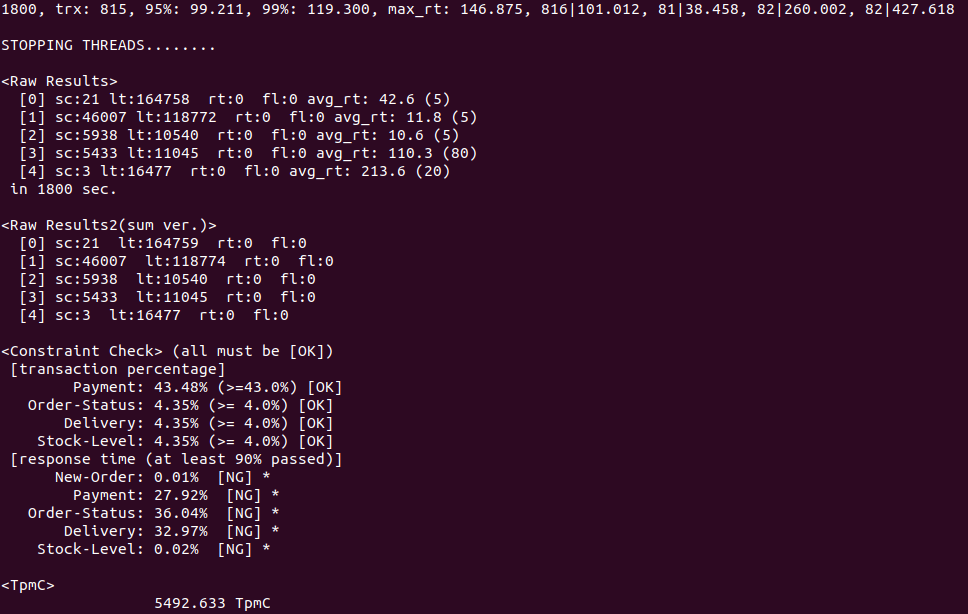 1800, trx: 815, 95%: 99.211, 99%: 119.300, max_rt: 146.875, 816|101.012, 81|38.458, 82|260.002, 82|427.618
STOPPING THREADS........
<Raw Results>
[0] sc:21 lt:164758  rt:0  fl:0 avg_rt: 42.6 (5)
[1] sc:46007 lt:118772  rt:0  fl:0 avg_rt: 11.8 (5)
[2] sc:5938 lt:10540  rt:0  fl:0 avg_rt: 10.6 (5)
[3] sc:5433 lt:11045  rt:0  fl:0 avg_rt: 110.3 (80)
[4] sc:3 lt:16477  rt:0  fl:0 avg_rt: 213.6 (20)
in 1800 sec.
<Raw Results2(sum ver.)>
[0] sc:21  lt:164759  rt:0  fl:0
[1] sc:46007  lt:118774  rt:0  fl:0
[2] sc:5938  lt:10540  rt:0  fl:0
[3] sc:5433  lt:11045  rt:0  fl:0
[4] sc:3  lt:16477  rt:0  fl:0
<Constraint Check> (all must be [OK])
[transaction percentage]
Payment: 43.48% (>=43.0%) [OK]
Order-Status: 4.35% (>= 4.0%) [OK]
Delivery: 4.35% (>= 4.0%) [OK]
Stock-Level: 4.35% (>= 4.0%) [OK]
[response time (at least 90% passed)]
New-Order: 0.01%  [NG] *
Payment: 27.92%  [NG] *
Order-Status: 36.04%  [NG] *
Delivery: 32.97%  [NG] *
Stock-Level: 0.02%  [NG] *
<TpmC>
5492.633 TpmC